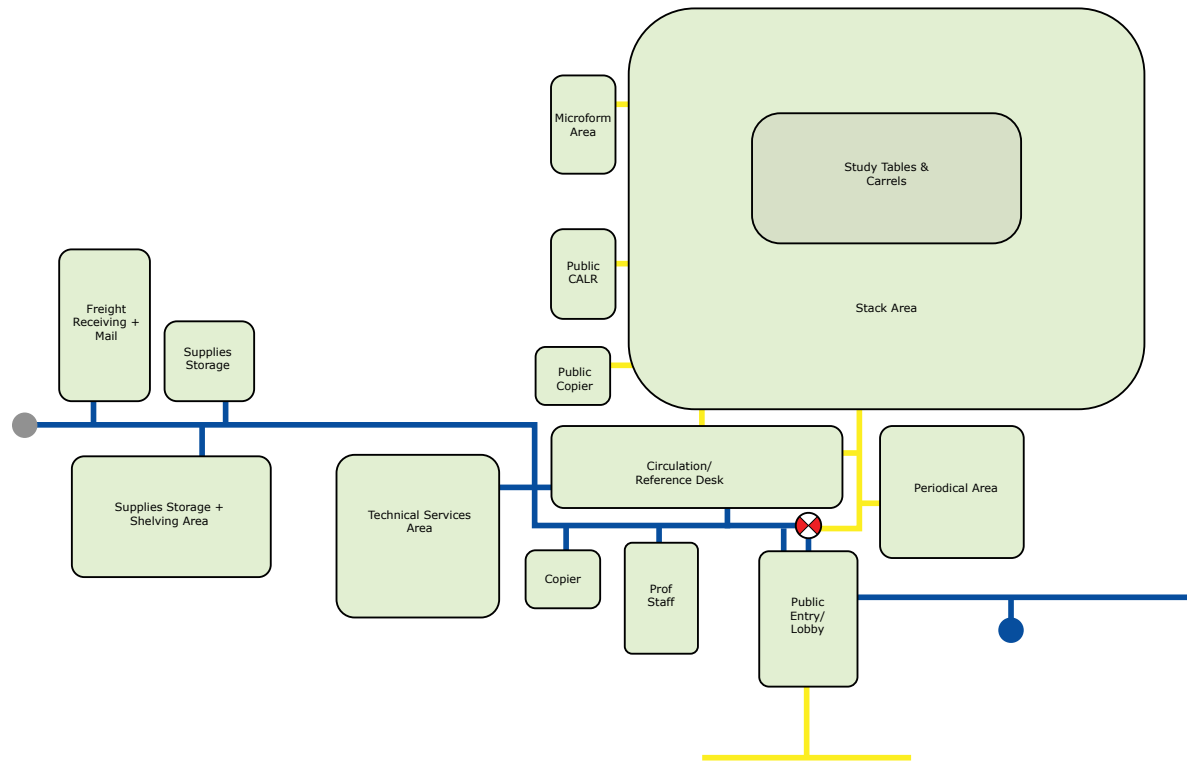 Microform
Area
Study Tables &
Carrels
Public
CALR
Stack Area
Freight
Receiving +
Mail
Supplies
Storage
Public
Copier
Circulation/
Reference Desk
Periodical Area
Supplies Storage +
Shelving Area
Technical Services
Area
Copier
Prof
Staff
Public
Entry/
Lobby